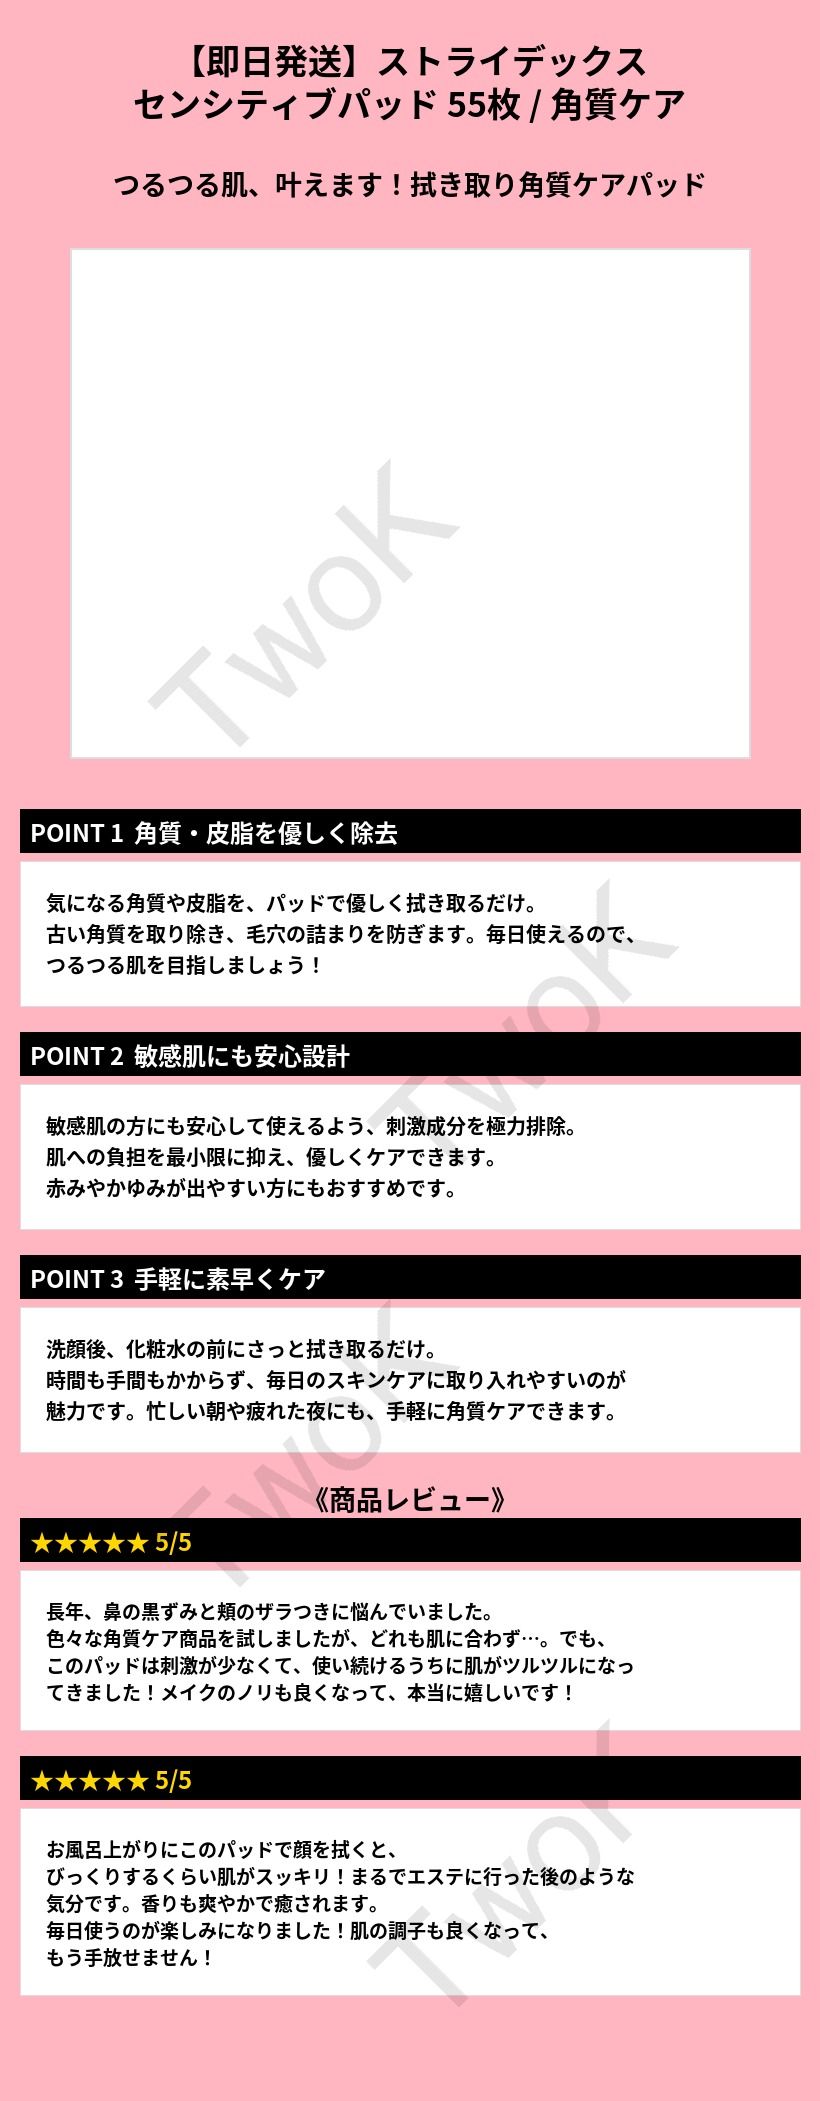 【即日発送】ストライデックス
センシティブパッド 55枚 / 角質ケア
つるつる肌、叶えます！拭き取り角質ケアパッド
TwoK
POINT 1 角質・皮脂を優しく除去
気になる角質や皮脂を、パッドで優しく拭き取るだけ。
古い角質を取り除き、毛穴の詰まりを防ぎます。毎日使えるので、
つるつる肌を目指しましょう！
TwoK
POINT 2 敏感肌にも安心設計
敏感肌の方にも安心して使えるよう、刺激成分を極力排除。
肌への負担を最小限に抑え、優しくケアできます。
赤みやかゆみが出やすい方にもおすすめです。
POINT 3 手軽に素早くケア
洗顔後、化粧水の前にさっと拭き取るだけ。
時間も手間もかからず、毎日のスキンケアに取り入れやすいのが
魅力です。忙しい朝や疲れた夜にも、手軽に角質ケアできます。
TwoK
《商品レビュー》
★★★★★ 5/5
長年、鼻の黒ずみと頬のザラつきに悩んでいました。
色々な角質ケア商品を試しましたが、どれも肌に合わず…。でも、
このパッドは刺激が少なくて、使い続けるうちに肌がツルツルになっ
てきました！メイクのノリも良くなって、本当に嬉しいです！
★★★★★ 5/5
お風呂上がりにこのパッドで顔を拭くと、
びっくりするくらい肌がスッキリ！まるでエステに行った後のような
気分です。香りも爽やかで癒されます。
毎日使うのが楽しみになりました！肌の調子も良くなって、
もう手放せません！
TwoK